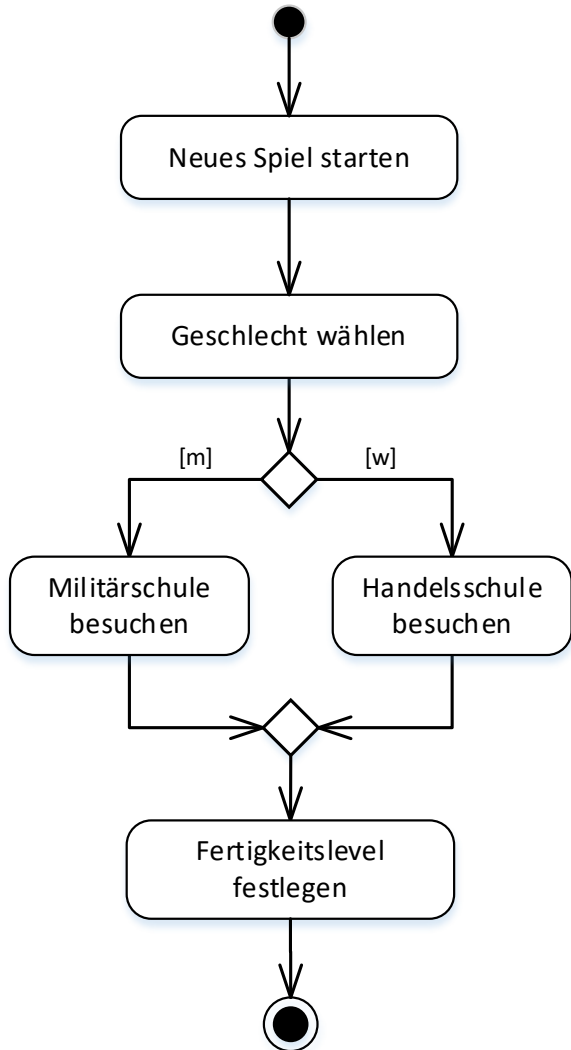 Neues Spiel starten
Geschlecht wählen
[m]
[w]
Militärschule
besuchen
Handelsschule
besuchen
Fertigkeitslevel
festlegen